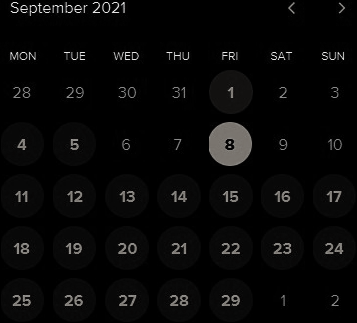 September 2021 < >
MON TUE WED THU FRI SAT SUN
28 29 30 31 1 2 3
4 5 6 7 8 9 10
11 12 13 14 15 16 17
18 19 20 21 22 23 24
25 26 27 28 29 1 2